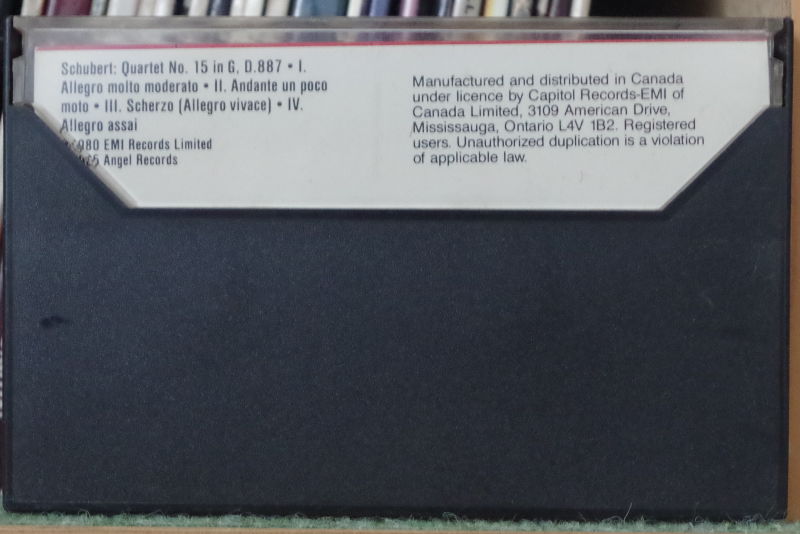 Schubert: Quartet No. 15 in G, D.887 • I.
Allegro molto moderato • II. Andante un poco
moto • III. Scherzo (Allegro vivace) • IV.
Allegro assai
EMI Records Limited
Angel Records
Manufactured and distributed in Canada
under licence by Capitol Records-EMI of
Canada Limited, 3109 American Drive,
Mississauga, Ontario L4V 1B2. Registered
users. Unauthorized duplication is a violation
of applicable law.